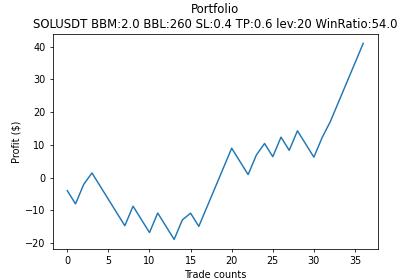 Portfolio
SOLUSDT BBM:2.0 BBL:260 SL:0.4 TP:0.6 lev:20 WinRatio:54.0
40
30
20
10
0
−10
−20
Profit ($)
0 5 10 15 20 25 30 35
Trade counts